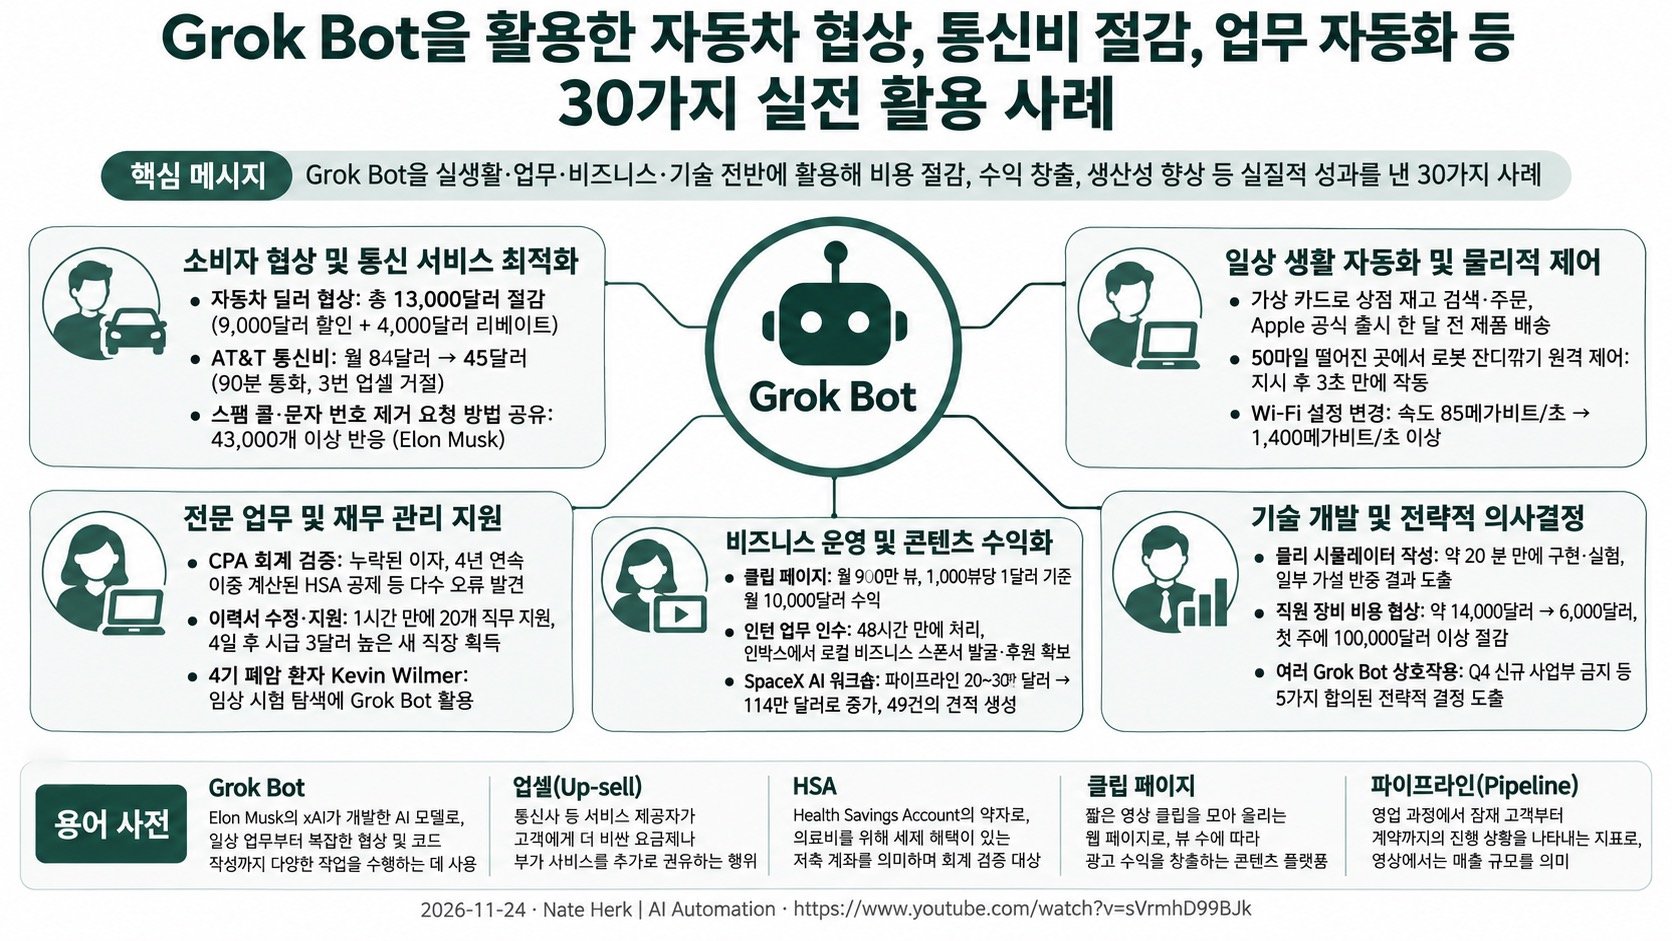 Grok Bot을 활용한 자동차 협상, 통신비 절감, 업무 자동화 등
30가지 실전 활용 사례
핵심 메시지
Grok Bot을 실생활·업무·비즈니스·기술 전반에 활용해 비용 절감, 수익 창출, 생산성 향상 등 실질적 성과를 낸 30가지 사례
소비자 협상 및 통신 서비스 최적화
• 자동차 딜러 협상: 총 13,000달러 절감
(9,000달러 할인 + 4,000달러 리베이트)
• AT&T 통신비: 월 84달러 → 45달러
(90분 통화, 3번 업셀 거절)
• 스팸 콜·문자 번호 제거 요청 방법 공유:
43,000개 이상 반응 (Elon Musk)
Grok Bot
일상 생활 자동화 및 물리적 제어
• 가상 카드로 상점 재고 검색·주문,
Apple 공식 출시 한 달 전 제품 배송
• 50마일 떨어진 곳에서 로봇 잔디깎기 원격 제어:
지시 후 3초 만에 작동
• Wi-Fi 설정 변경: 속도 85메가비트/초 →
1,400메가비트/초 이상
전문 업무 및 재무 관리 지원
• CPA 회계 검증: 누락된 이자, 4년 연속
이중 계산된 HSA 공제 등 다수 오류 발견
• 이력서 수정·지원: 1시간 만에 20개 직무 지원,
4일 후 시급 3달러 높은 새 직장 획득
• 4기 폐암 환자 Kevin Wilmer:
임상 시험 탐색에 Grok Bot 활용
비즈니스 운영 및 콘텐츠 수익화
• 클립 페이지: 월 900만 뷰, 1,000뷰당 1달러 기준
월 10,000달러 수익
• 인턴 업무 인수: 48시간 만에 처리,
인박스에서 로컬 비즈니스 스폰서 발굴·후원 확보
• SpaceX AI 워크숍: 파이프라인 달러 →
114만 달러로 증가, 49건의 견적 생성
기술 개발 및 전략적 의사결정
• 물리 시뮬레이터 작성: 약 20 분 만에 구현·실험,
일부 가설 반증 결과 도출
• 직원 장비 비용 협상: 약 14,000달러 → 6,000달러,
첫 주에 100,000달러 이상 절감
• 여러 Grok Bot 상호작용: Q4 신규 사업부 금지 등
5가지 합의된 전략적 결정 도출
용어 사전
Grok Bot
Elon Musk의 xAI가 개발한 AI 모델로,
일상 업무부터 복잡한 협상 및 코드
작성까지 다양한 작업을 수행하는 데 사용
업셀(Up-sell)
통신사 등 서비스 제공자가
고객에게 더 비싼 요금제나
부가 서비스를 추가로 권유하는 행위
HSA
Health Savings Account의 약자로,
의료비를 위해 세제 혜택이 있는
저축 계좌를 의미하며 회계 검증 대상
클립 페이지
짧은 영상 클립을 모아 올리는
웹 페이지로, 뷰 수에 따라
광고 수익을 창출하는 콘텐츠 플랫폼
파이프라인(Pipeline)
영업 과정에서 잠재 고객부터
계약까지의 진행 상황을 나타내는 지표로,
영상에서는 매출 규모를 의미
2026-11-24 · Nate Herk | AI Automation · https://www.youtube.com/watch?v=sVrmhD99BJk